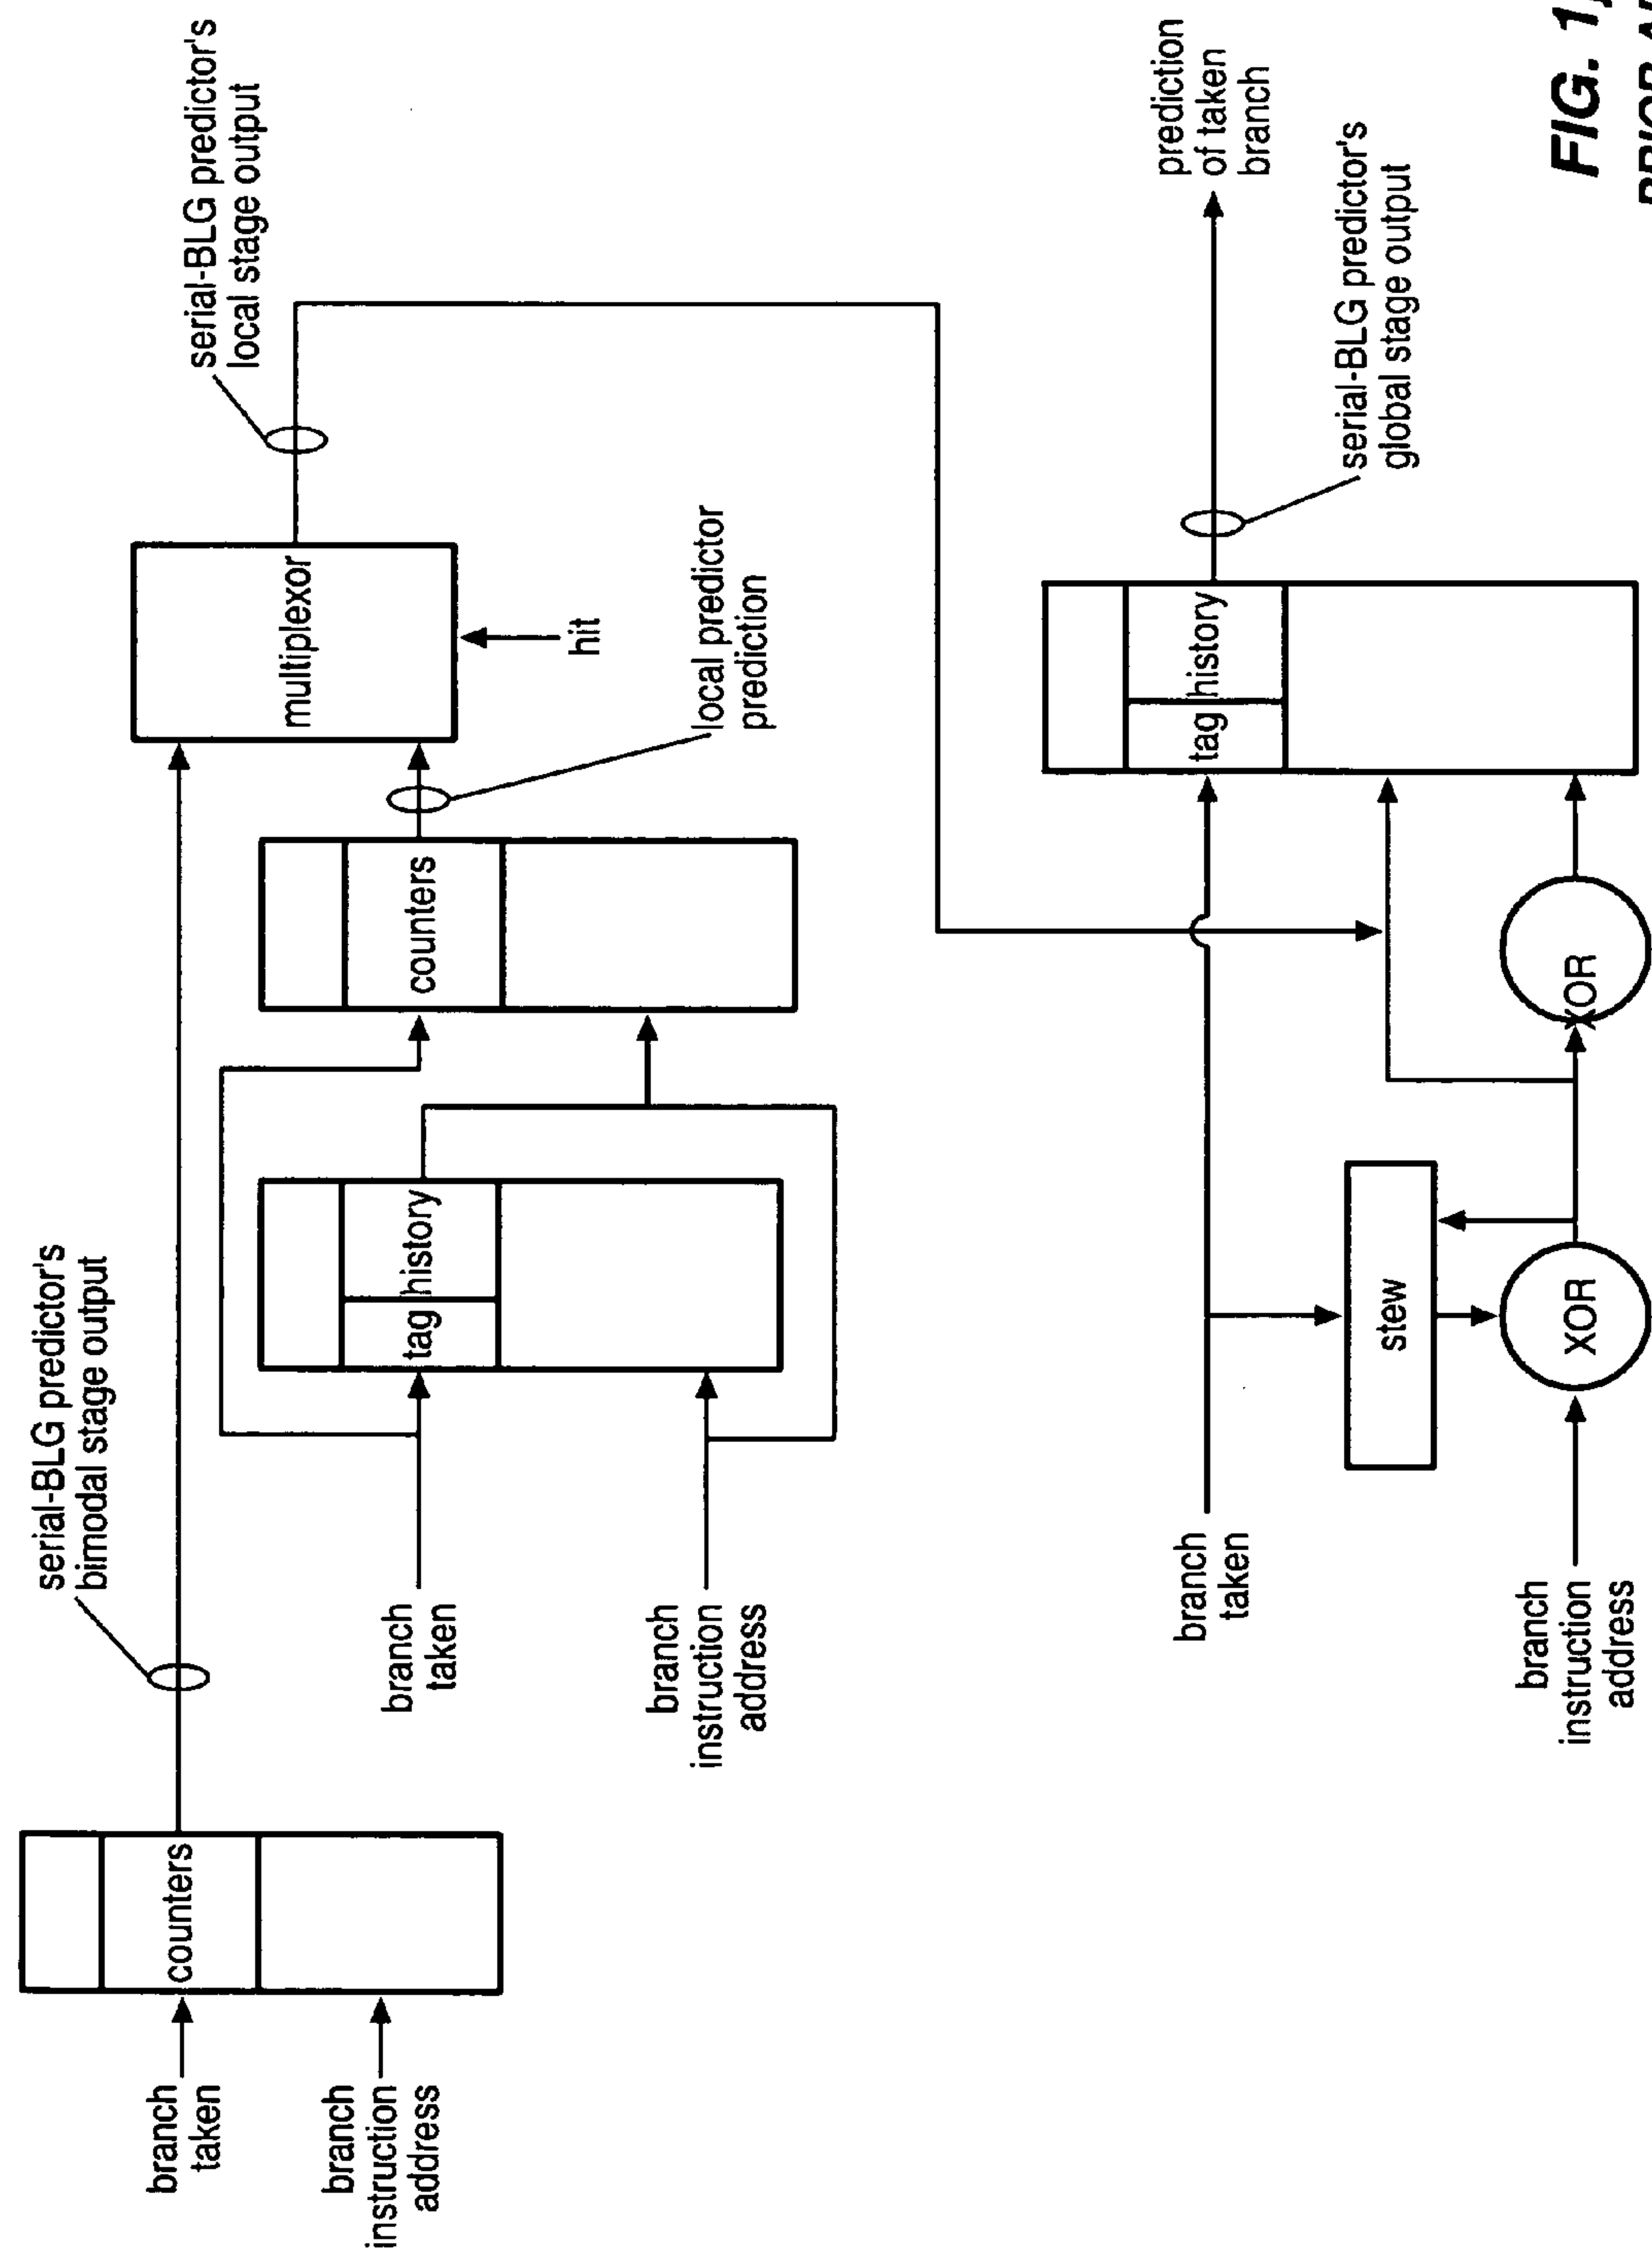 serial-BLG predictor's
bimodal stage output
serial-BLG predictor's
local stage output
branch
taken
counters
branch
instruction
address
multiplexor
hit
branch
taken
tag
history
counters
local predictor
prediction
branch
instruction
address
branch
taken
tag
history
prediction
of taken
branch
stew
serial-BLG predictor's
global stage output
branch
instruction
address
XOR
XOR
FIG. 1